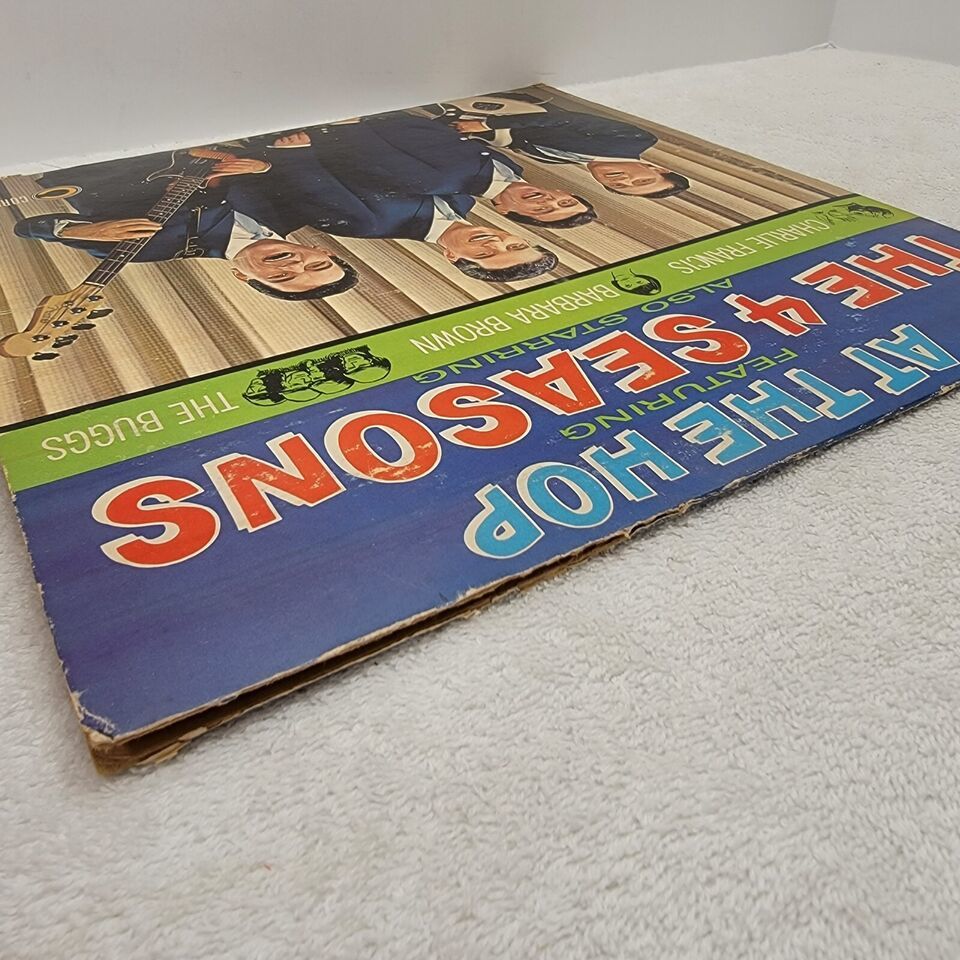 AT THE HOP
FEATURING
THE 4 SEASONS
ALSO STARRING
THE BUGGS BARBARA BROWN CHARLIE FRANCIS